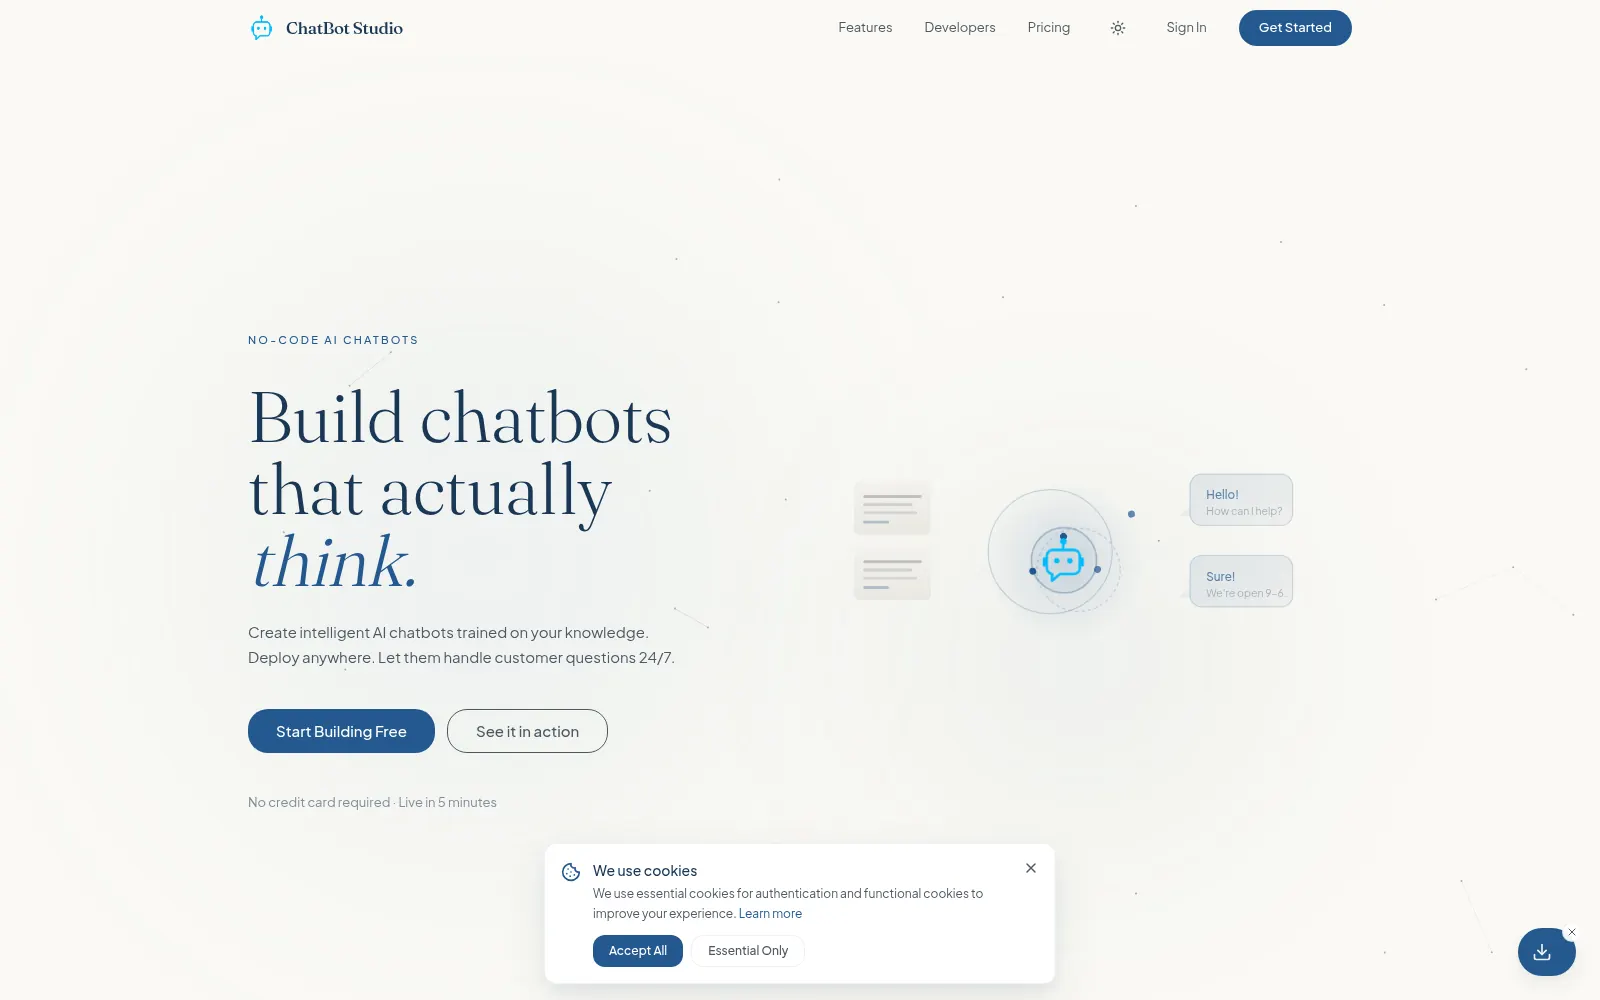 ChatBot Studio
Features
Developers
Pricing
Sign In
Get Started
NO-CODE AI CHATBOTS
Build chatbots
that actually
think.
Create intelligent AI chatbots trained on your knowledge.
Deploy anywhere. Let them handle customer questions 24/7.
Start Building Free
See it in action
No credit card required · Live in 5 minutes
Hello!
How can I help?
Sure!
We're open 9-6.
We use cookies
We use essential cookies for authentication and functional cookies to
improve your experience. Learn more
Accept All
Essential Only